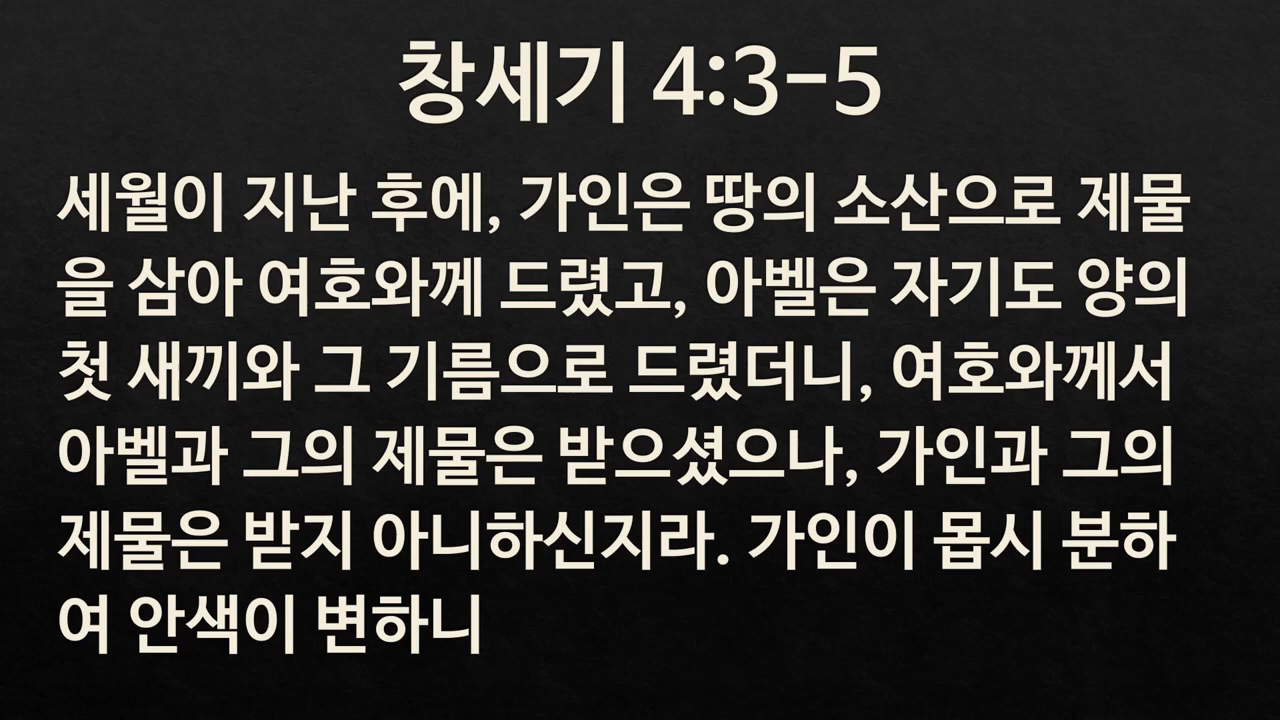 창세기 4:3-5
세월이 지난 후에, 가인은 땅의 소산으로 제물
을 삼아 여호와께 드렸고, 아벨은 자기도 양의
첫 새끼와 그 기름으로 드렸더니, 여호와께서
아벨과 그의 제물은 받으셨으나, 가인과 그의
제물은 받지 아니하신지라. 가인이 몹시 분하
여 안색이 변하니